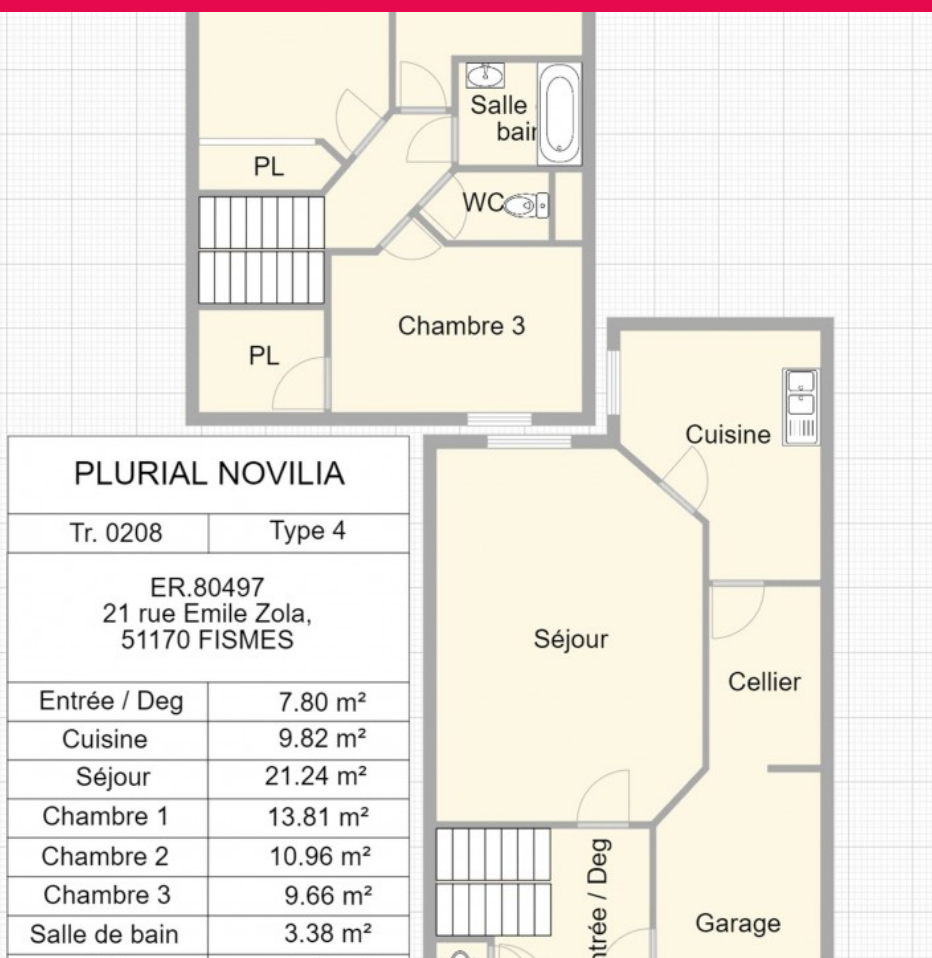 Salle
bain
PL
WC
Chambre 3
PL
Cuisine
PLURIAL NOVILIA
Tr. 0208 Type 4
ER.80497
21 rue Emile Zola,
51170 FISMES
Séjour
Cellier
Entrée / Deg 7.80 m²
Cuisine 9.82 m²
Séjour 21.24 m²
Chambre 1 13.81 m²
Chambre 2 10.96 m²
Chambre 3 9.66 m²
Salle de bain 3.38 m²
ntrée / Deg
Garage